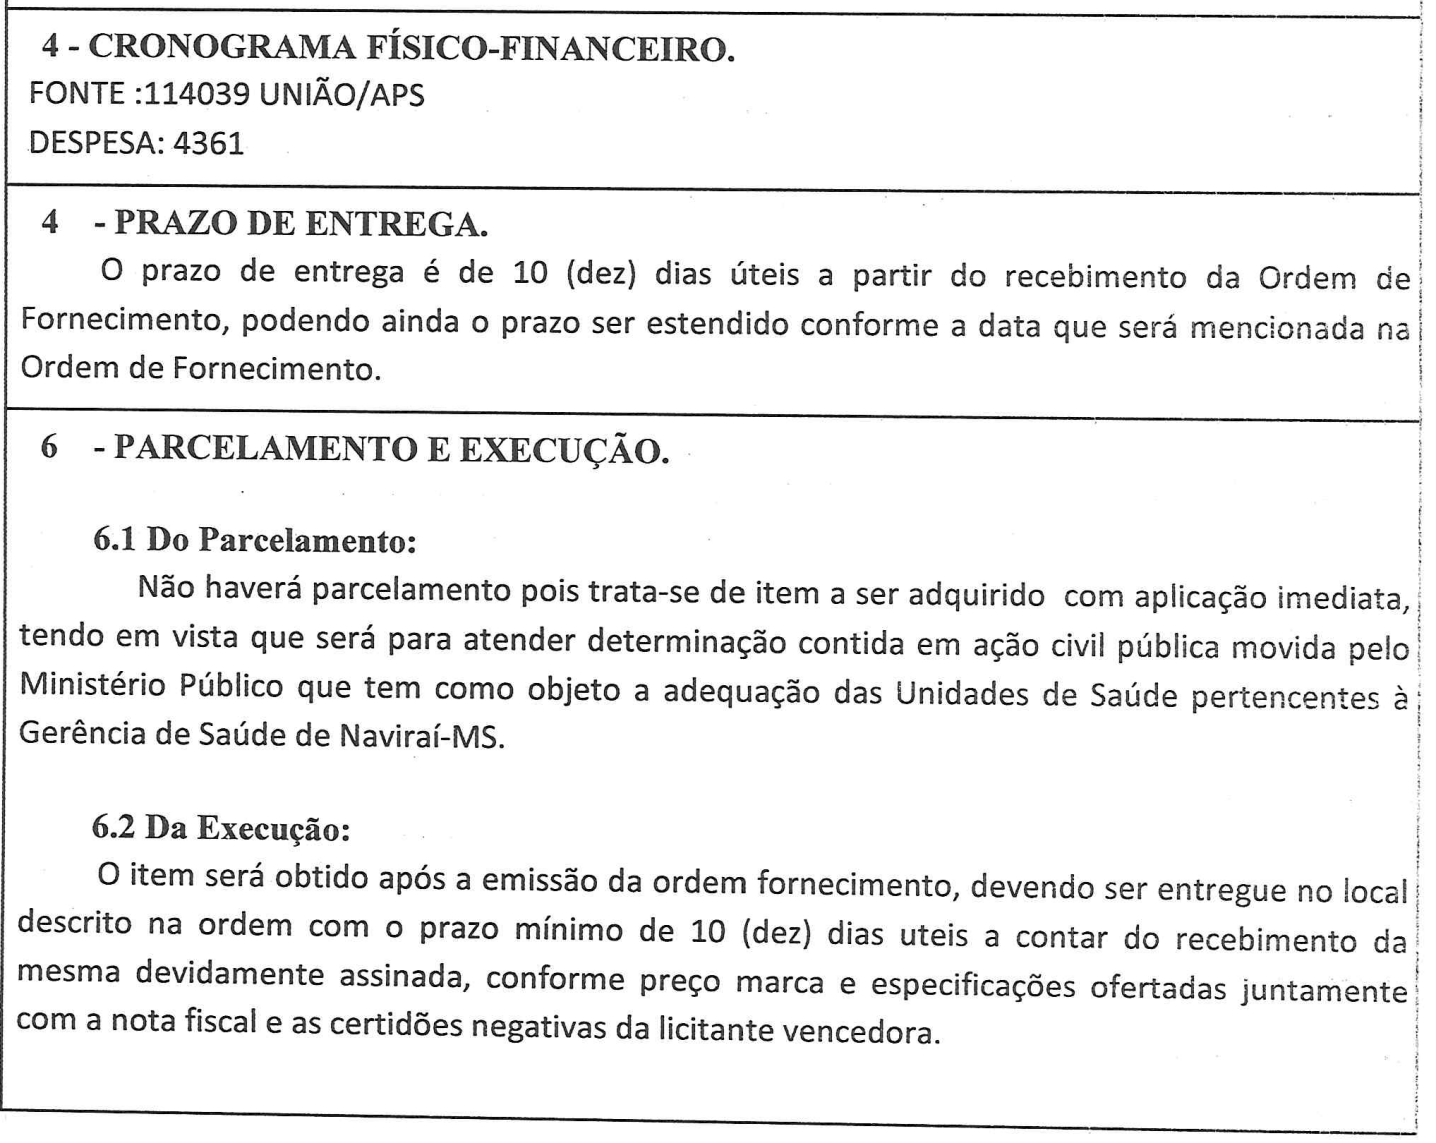 4 - CRONOGRAMA FÍSICO-FINANCEIRO.
FONTE :114039 UNIÃO/APS
DESPESA: 4361
4 - PRAZO DE ENTREGA.
O prazo de entrega é de 10 (dez) dias úteis a partir do recebimento da Ordem de
Fornecimento, podendo ainda o prazo ser estendido conforme a data que será mencionada na
Ordem de Fornecimento.
6 - PARCELAMENTO E EXECUÇÃO.
6.1 Do Parcelamento:
Não haverá parcelamento pois trata-se de item a ser adquirido com aplicação imediata,
tendo em vista que será para atender determinação contida em ação civil pública movida pelo
Ministério Público que tem como objeto a adequação das Unidades de Saúde pertencentes à
Gerência de Saúde de Naviraí-MS.
6.2 Da Execução:
O item será obtido após a emissão da ordem fornecimento, devendo ser entregue no local
descrito na ordem com o prazo mínimo de 10 (dez) dias uteis a contar do recebimento da
mesma devidamente assinada, conforme preço marca e especificações ofertadas juntamente
com a nota fiscal e as certidões negativas da licitante vencedora.